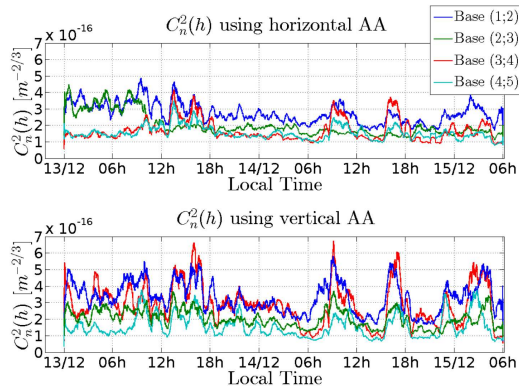 C_n^2(h) using horizontal AA
x 10^-16
Base (1;2)
Base (2;3)
Base (3;4)
Base (4;5)
C_n^2(h) [m^{-2/3}]
7
6
5
4
3
2
1
0
13/12 06h 12h 18h 14/12 06h 12h 18h 15/12 06h
Local Time
C_n^2(h) using vertical AA
x 10^-16
C_n^2(h) [m^{-2/3}]
7
6
5
4
3
2
1
0
13/12 06h 12h 18h 14/12 06h 12h 18h 15/12 06h
Local Time